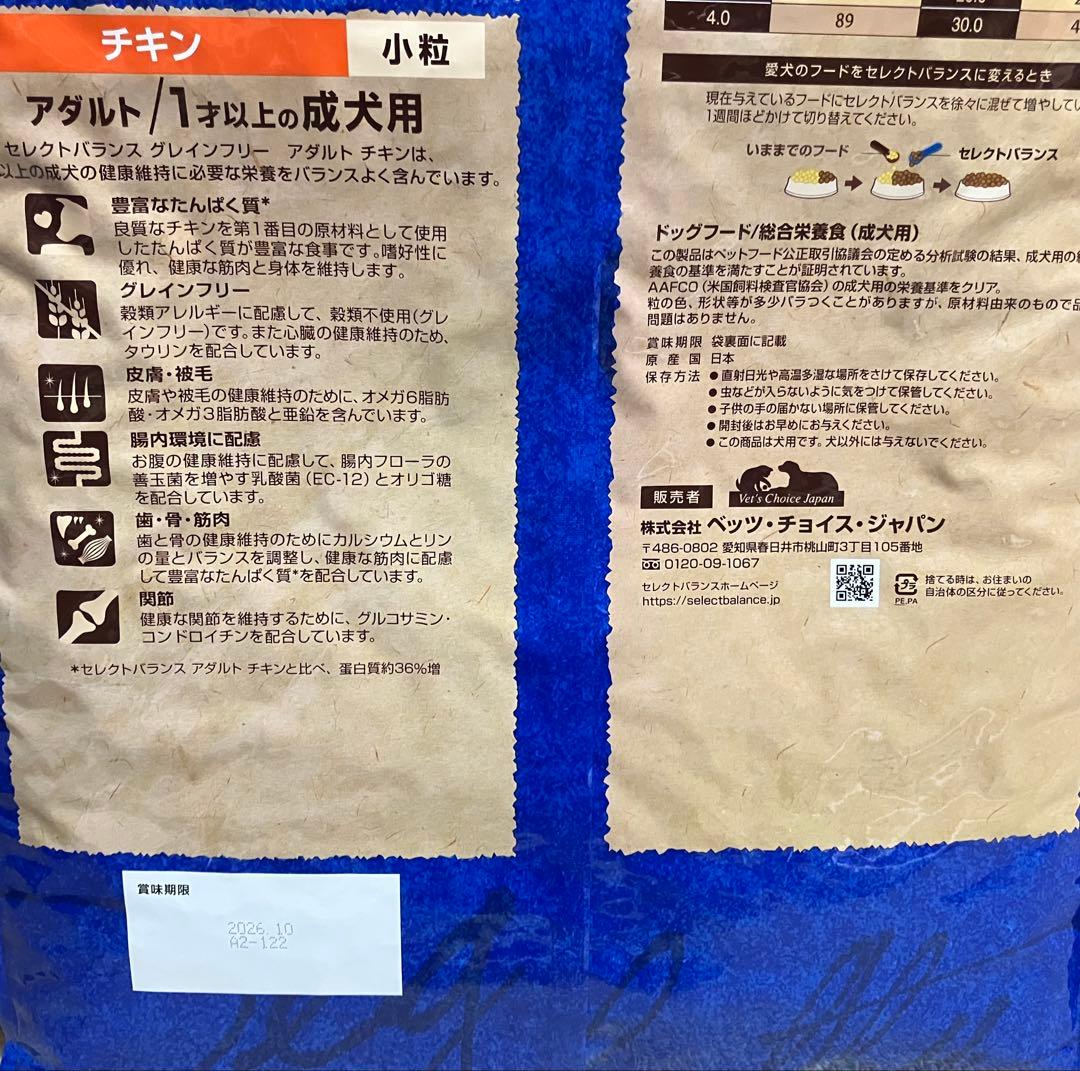 チキン
小粒
アダルト/1才以上の成犬用
セレクトバランス グレインフリー アダルト チキンは、
以上の成犬の健康維持に必要な栄養をバランスよく含んでいます。
豊富なたんぱく質*
良質なチキンを第1番目の原材料として使用
したたんぱく質が豊富な食事です。嗜好性に
優れ、健康な筋肉と身体を維持します。
グレインフリー
穀類アレルギーに配慮して、穀類不使用(グレ
インフリー)です。また心臓の健康維持のため、
タウリンを配合しています。
皮膚・被毛
皮膚や被毛の健康維持のために、オメガ6脂肪
酸・オメガ3脂肪酸と亜鉛を含んでいます。
腸内環境に配慮
お腹の健康維持に配慮して、腸内フローラの
善玉菌を増やす乳酸菌(EC-12)とオリゴ糖
を配合しています。
歯・骨・筋肉
歯と骨の健康維持のためにカルシウムとリン
の量とバランスを調整し、健康な筋肉に配慮
して豊富なたんぱく質*を配合しています。
関節
健康な関節を維持するために、グルコサミン・
コンドロイチンを配合しています。
*セレクトバランス アダルト チキンと比べ、蛋白質約36%増
賞味期限
2026.10
A2-122
4.0 89 30.0
愛犬のフードをセレクトバランスに変えるとき
現在与えているフードにセレクトバランスを徐々に混ぜて増やしてい
1週間ほどかけて切り替えてください。
いままでのフード
セレクトバランス
ドッグフード/総合栄養食(成犬用)
この製品はペットフード公正取引協議会の定める分析試験の結果、成犬用の
養食の基準を満たすことが証明されています。
AAFCO(米国飼料検査官協会)の成犬用の栄養基準をクリア。
粒の色、形状等が多少バラつくことがありますが、原材料由来のもので品
問題はありません。
賞味期限 袋裏面に記載
原産国 日本
保存方法 ●直射日光や高温多湿な場所をさけて保存してください。
●虫などが入らないように気をつけて保管してください。
●子供の手の届かない場所に保管してください。
●開封後はお早めにお与えください。
●この商品は犬用です。犬以外には与えないでください。
販売者
Vet's Choice Japan
株式会社 ベッツ・チョイス・ジャパン
〒486-0802 愛知県春日井市桃山町3丁目105番地
0120-09-1067
セレクトバランスホームページ
https://selectbalance.jp
プラ
PE,PA
捨てる時は、お住まいの
自治体の区分に従ってください。